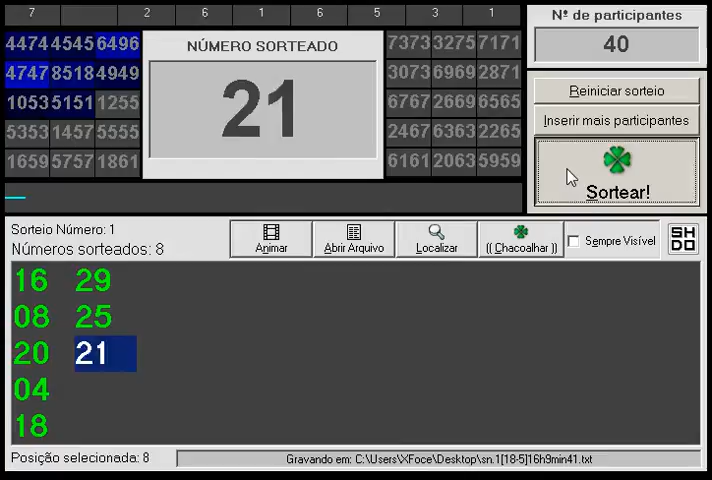 7 2 6 1 6 5 3 1
4474 4545 6496
4747 8518 4949
1053 5151 1255
5353 1457 5555
1659 5757 1861
NÚMERO SORTEADO
21
7373 3275 7171
3073 6969 2871
6767 2669 6565
2467 6363 2265
6161 2063 5959
Nº de participantes
40
Reiniciar sorteio
Inserir mais participantes
Sortear!
Sorteio Número: 1
Números sorteados: 8
Animar
Abrir Arquivo
Localizar
(( Chacoalhar ))
Sempre Visível
SH
DO
16 29
08 25
20 21
04
18
Posição selecionada: 8
Gravando em: C:\Users\XFoce\Desktop\sn.1[18-5]16h9min41.txt